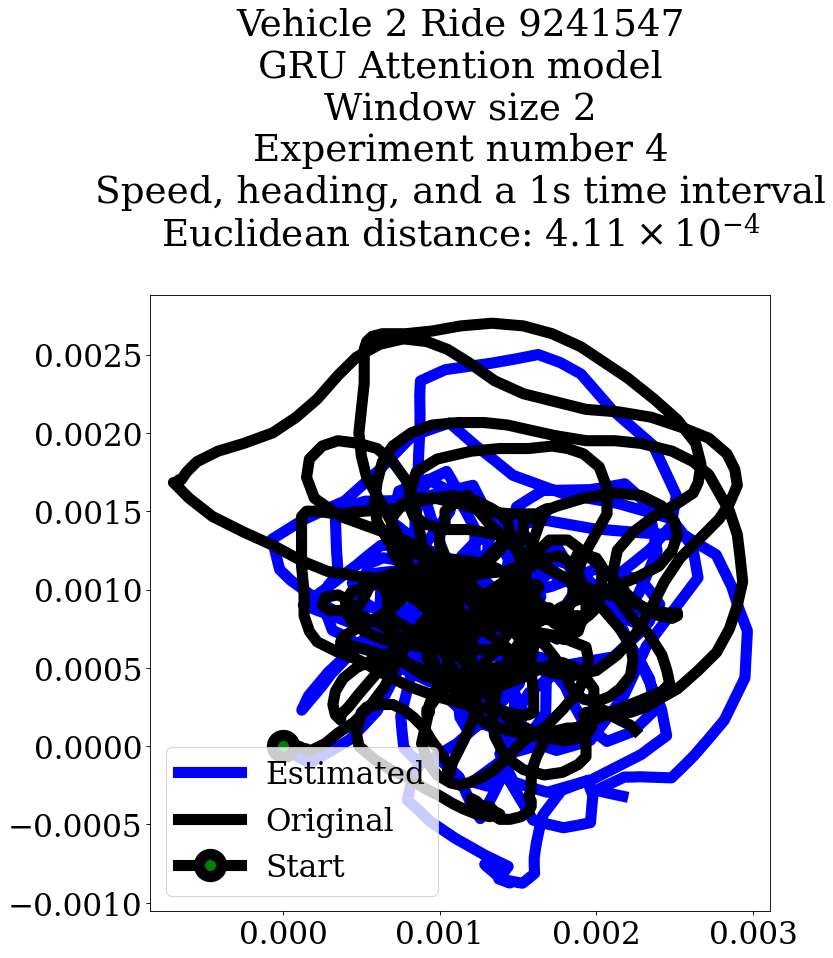 Vehicle 2 Ride 9241547
GRU Attention model
Window size 2
Experiment number 4
Speed, heading, and a 1s time interval
Euclidean distance: 4.11 × 10⁻⁴
0.0025
0.0020
0.0015
0.0010
0.0005
0.0000
−0.0005
−0.0010
Estimated
Original
Start
0.000 0.001 0.002 0.003